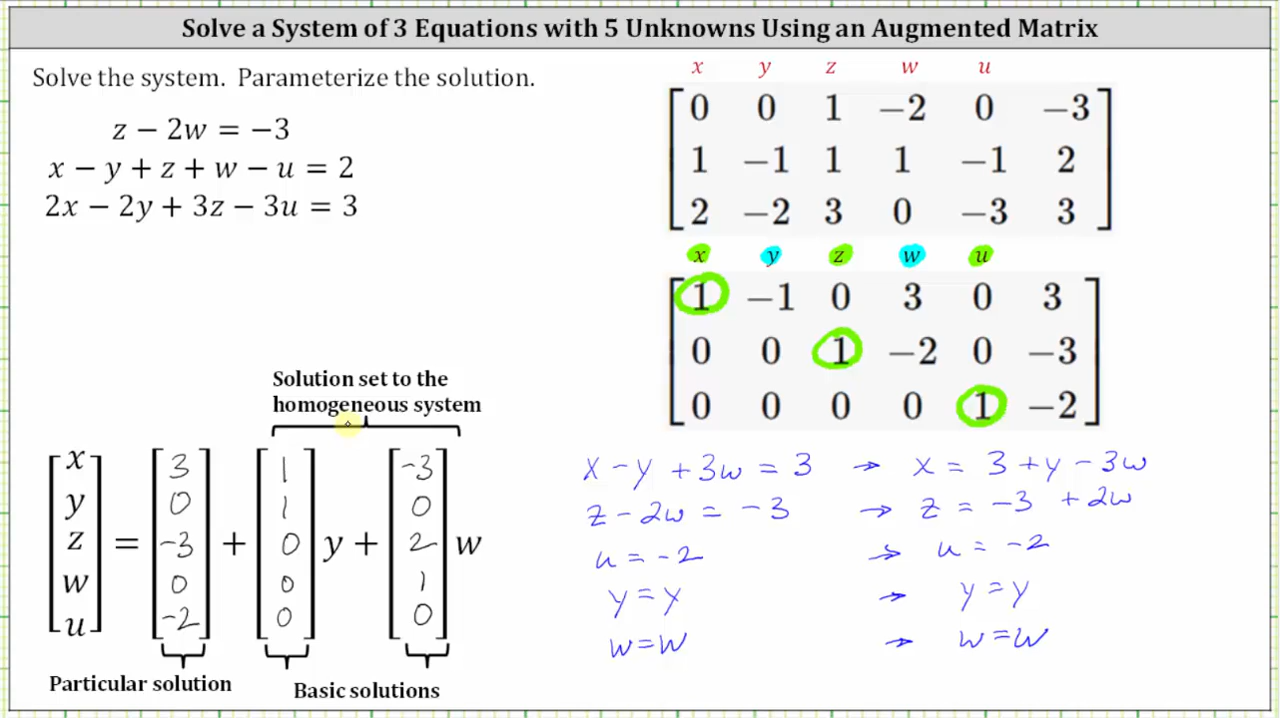 Solve a System of 3 Equations with 5 Unknowns Using an Augmented Matrix
Solve the system. Parameterize the solution.
z − 2w = −3
x − y + z + w − u = 2
2x − 2y + 3z − 3u = 3
x y z w u
0 0 1 −2 0 −3
1 −1 1 1 −1 2
2 −2 3 0 −3 3
x y z w u
1 −1 0 3 0 3
0 0 1 −2 0 −3
0 0 0 0 1 −2
x − y + 3w = 3 → x = 3 + y − 3w
z − 2w = −3 → z = −3 + 2w
u = −2 → u = −2
y = y → y = y
w = w → w = w
Solution set to the
homogeneous system
x 3 1 −3
y 0 1 0
z = −3 + 0 y + 2 w
w 0 0 1
u −2 0 0
Particular solution
Basic solutions